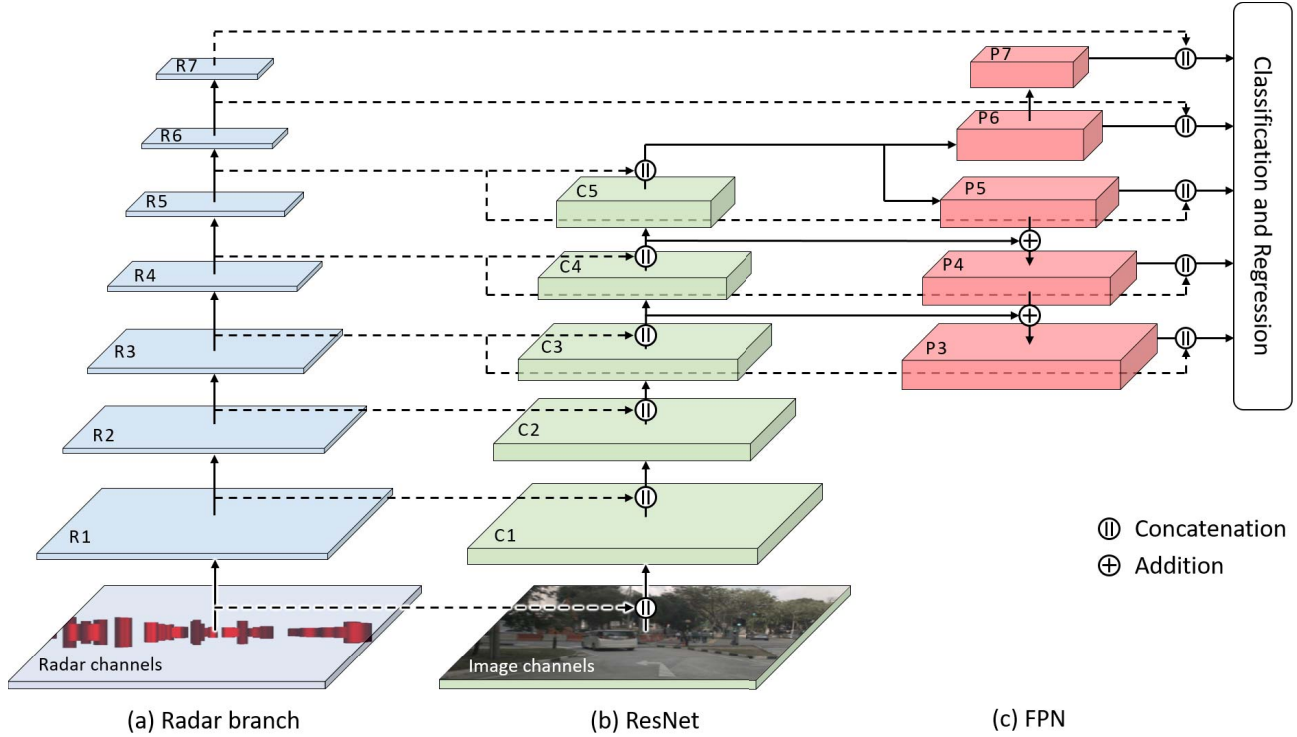 R7
R6
R5
R4
R3
R2
R1
Radar channels
(a) Radar branch
C5
C4
C3
C2
C1
Image channels
(b) ResNet
P7
P6
P5
P4
P3
(c) FPN
Classification and Regression
Concatenation
Addition